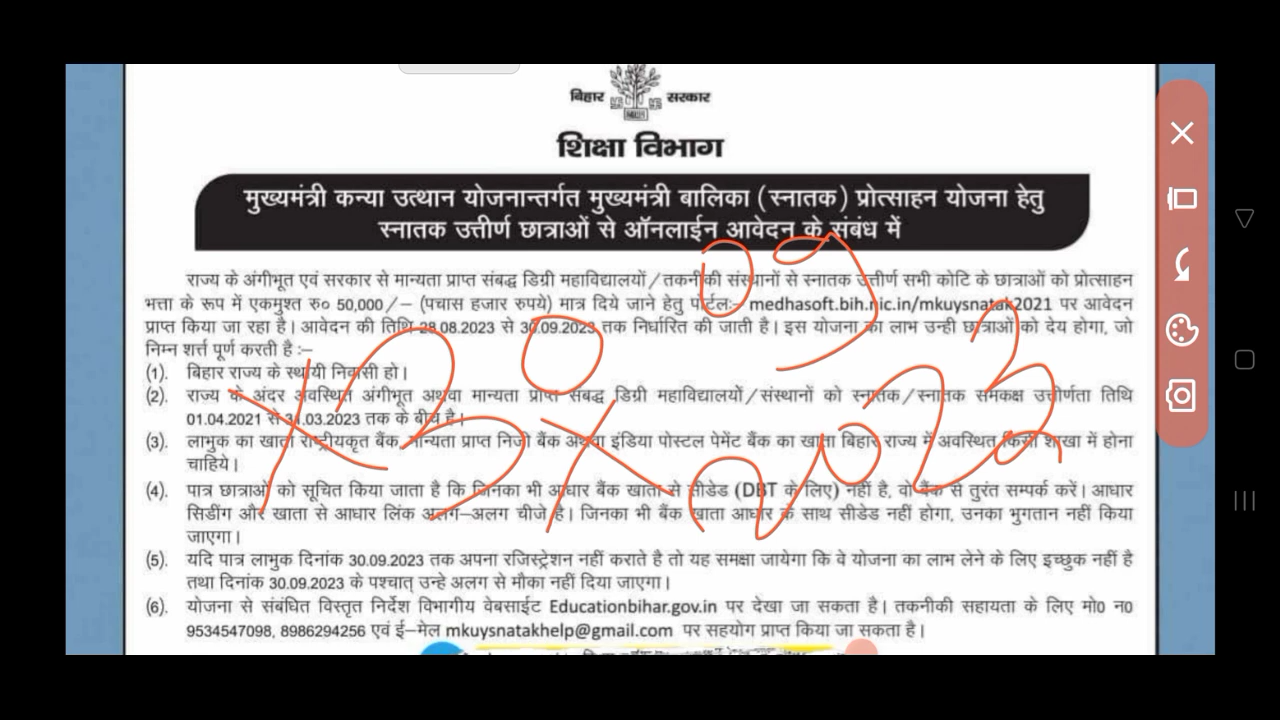 बिहार सरकार
शिक्षा विभाग
मुख्यमंत्री कन्या उत्थान योजनान्तर्गत मुख्यमंत्री बालिका (स्नातक) प्रोत्साहन योजना हेतु
स्नातक उत्तीर्ण छात्राओं से ऑनलाईन आवेदन के संबंध में
राज्य के अंगीभूत एवं सरकार से मान्यता प्राप्त संबद्ध डिग्री महाविद्यालयों/तकनीकी संस्थानों से स्नातक उत्तीर्ण सभी कोटि के छात्राओं को प्रोत्साहन
भत्ता के रूप में एकमुश्त रु० 50,000/– (पचास हजार रुपये) मात्र दिये जाने हेतु पोर्टलः– medhasoft.bih.nic.in/mkuysnatak2021 पर आवेदन
प्राप्त किया जा रहा है। आवेदन की तिथि 28.08.2023 से 30.09.2023 तक निर्धारित की जाती है। इस योजना का लाभ उन्ही छात्राओं को देय होगा, जो
निम्न शर्त्त पूर्ण करती है :–
(1). बिहार राज्य के स्थायी निवासी हो।
(2). राज्य के अंदर अवस्थित अंगीभूत अथवा मान्यता प्राप्त संबद्ध डिग्री महाविद्यालयों/संस्थानों को स्नातक/स्नातक समकक्ष उत्तीर्णता तिथि
01.04.2021 से 31.03.2023 तक के बीच है।
(3). लाभुक का खाता राष्ट्रीयकृत बैंक, मान्यता प्राप्त निजी बैंक अथवा इंडिया पोस्टल पेमेंट बैंक का खाता बिहार राज्य में अवस्थित किसी शाखा में होना
चाहिये।
(4). पात्र छात्राओं को सूचित किया जाता है कि जिनका भी आधार बैंक खाता से सीडेड (DBT के लिए) नहीं है, वो बैंक से तुरंत सम्पर्क करें। आधार
सिडींग और खाता से आधार लिंक अलग–अलग चीजे है। जिनका भी बैंक खाता आधार के साथ सीडेड नहीं होगा, उनका भुगतान नहीं किया
जाएगा।
(5). यदि पात्र लाभुक दिनांक 30.09.2023 तक अपना रजिस्ट्रेशन नहीं कराते है तो यह समक्षा जायेगा कि वे योजना का लाभ लेने के लिए इच्छुक नहीं है
तथा दिनांक 30.09.2023 के पश्चात् उन्हे अलग से मौका नहीं दिया जाएगा।
(6). योजना से संबंधित विस्तृत निर्देश विभागीय वेबसाईट Educationbihar.gov.in पर देखा जा सकता है। तकनीकी सहायता के लिए मो0 न0
9534547098, 8986294256 एवं ई–मेल mkuysnatakhelp@gmail.com पर सहयोग प्राप्त किया जा सकता है।
30
09
2023